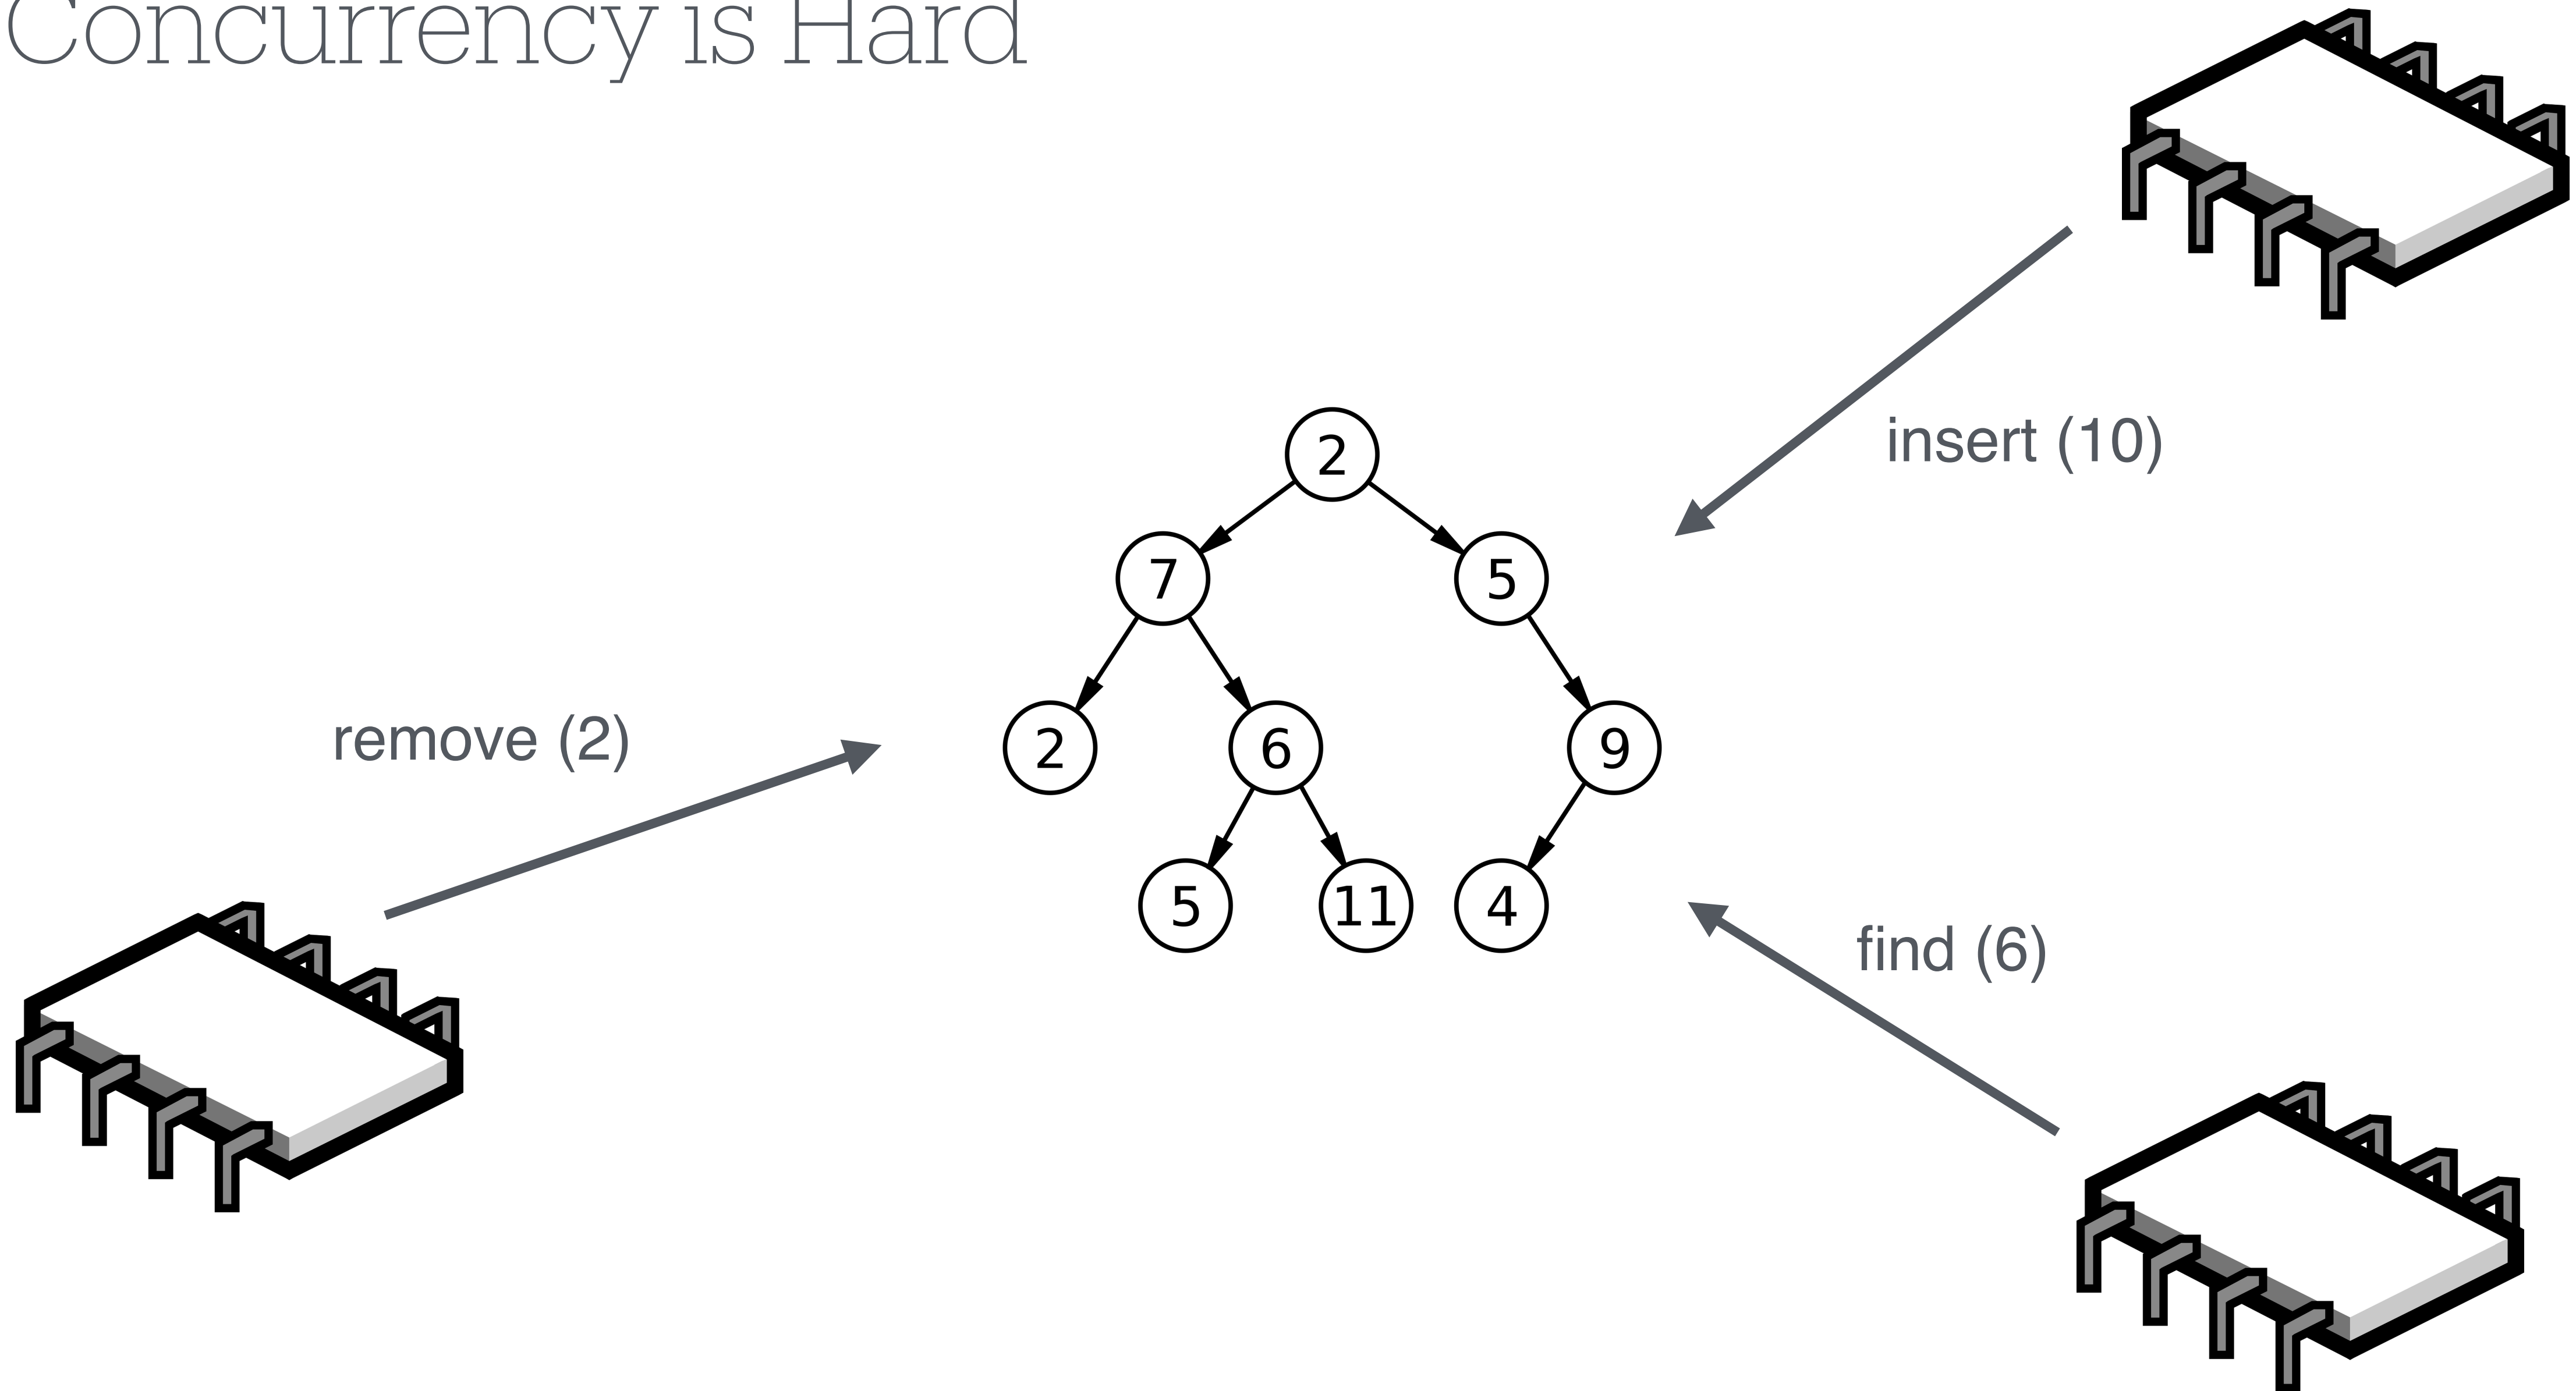 Concurrency is Hard
insert (10)
2
7
5
remove (2)
2
6
9
5
11
4
find (6)